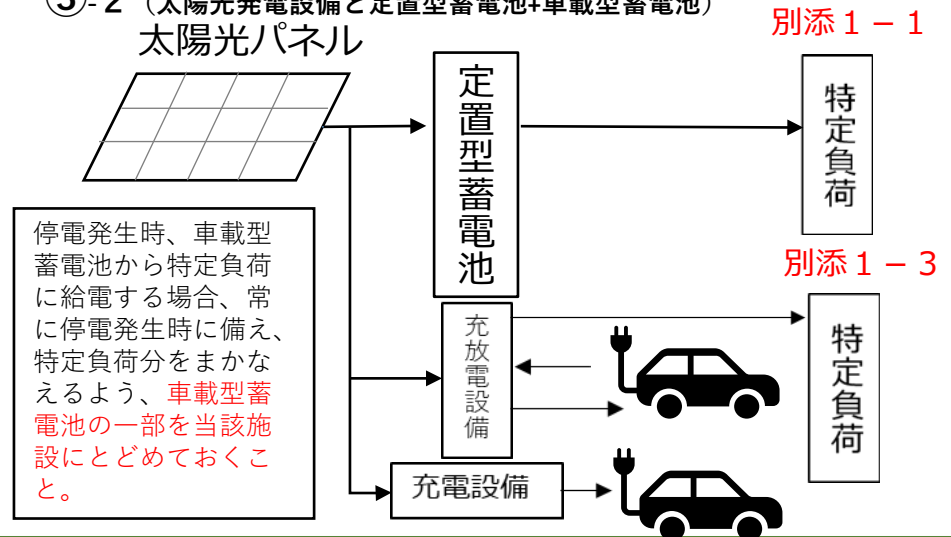 ③-２（太陽光発電設備と定置型蓄電池+車載型蓄電池）
太陽光パネル
別添１－１
定置型蓄電池
特定負荷
停電発生時、車載型
蓄電池から特定負荷
に給電する場合、常
に停電発生時に備え、
特定負荷分をまかな
えるよう、車載型蓄
電池の一部を当該施
設にとどめておくこ
と。
別添１－３
充放電設備
特定負荷
充電設備